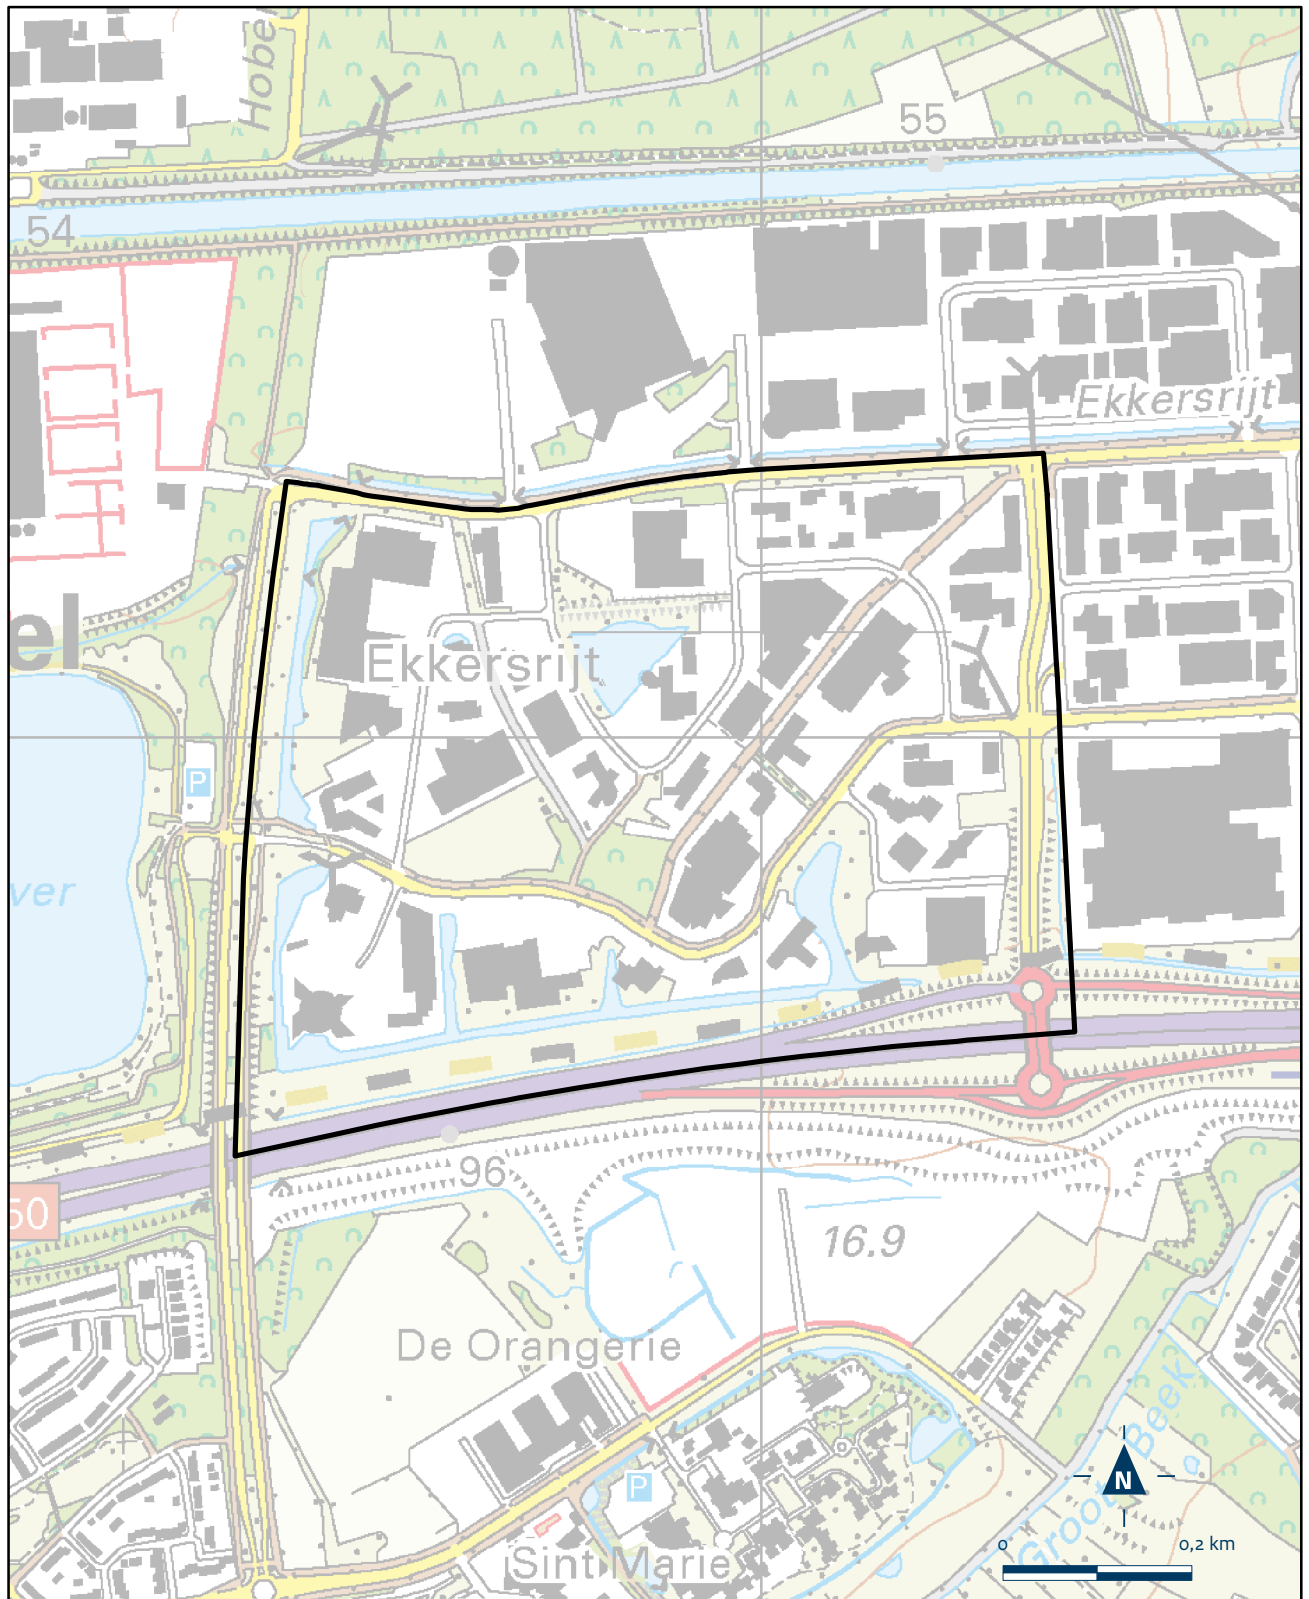 Hobe
55
54
Ekkersrijt
el
Ekkersrijt
P
ver
96
50
16.9
De Orangerie
Groote Beek
N
P
0
0,2 km
Sint Marie